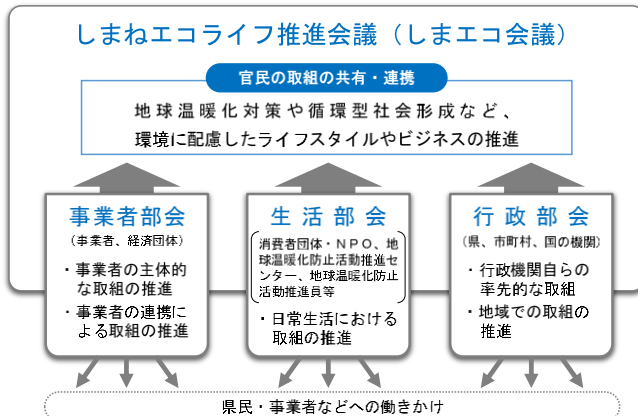 しまねエコライフ推進会議（しまエコ会議）
官民の取組の共有・連携
地球温暖化対策や循環型社会形成など、
環境に配慮したライフスタイルやビジネスの推進
事業者部会
（事業者、経済団体）
・事業者の主体的
な取組の推進
・事業者の連携に
よる取組の推進
生活部会
消費者団体・ＮＰＯ、地
球温暖化防止活動推進セ
ンター、地球温暖化防止
活動推進員等
・日常生活における
取組の推進
行政部会
（県、市町村、国の機関）
・行政機関自らの
率先的な取組
・地域での取組の
推進
県民・事業者などへの働きかけ